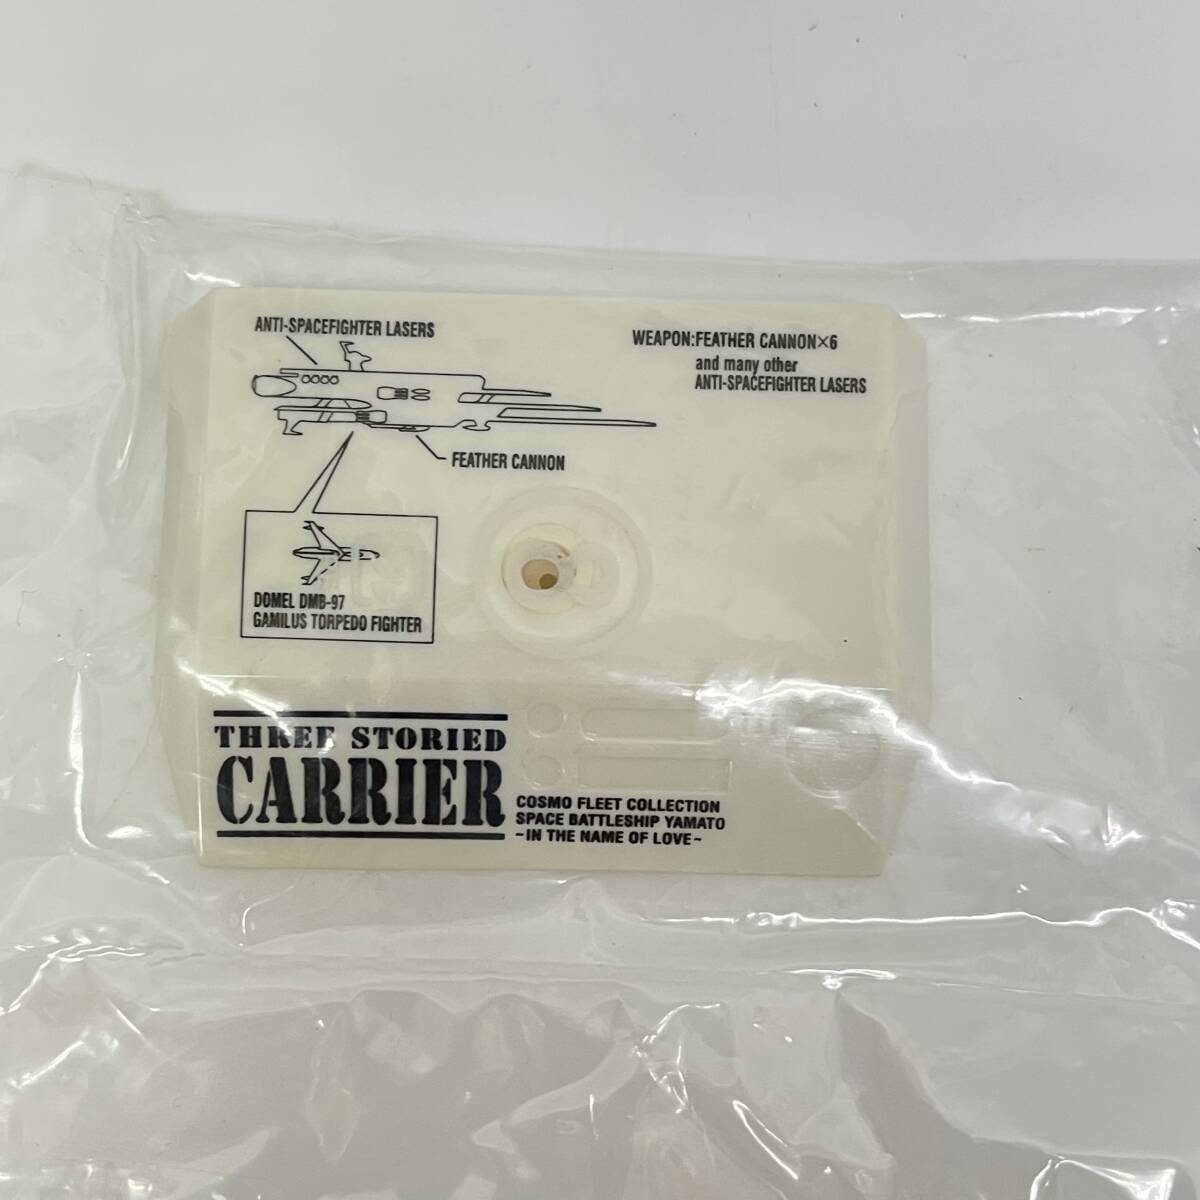 ANTI-SPACEFIGHTER LASERS
WEAPON:FEATHER CANNON×6
and many other
ANTI-SPACEFIGHTER LASERS
FEATHER CANNON
DOMEL DMB-97
GAMILUS TORPEDO FIGHTER
THREE STORIED
CARRIER
COSMO FLEET COLLECTION
SPACE BATTLESHIP YAMATO
~IN THE NAME OF LOVE~